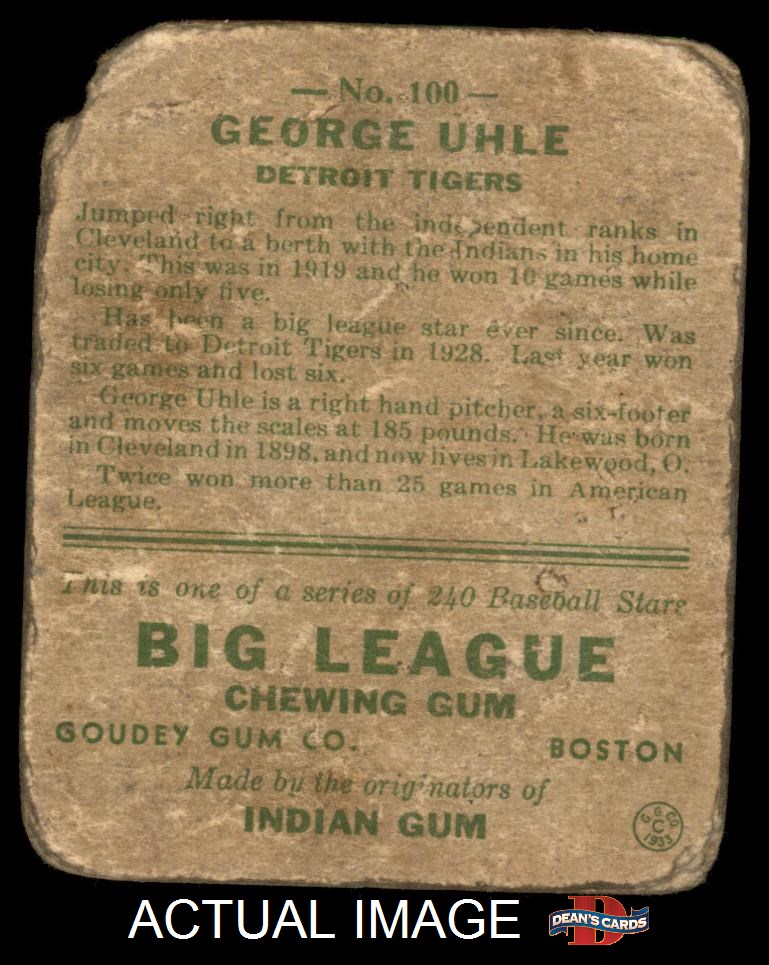 — No. 100 —
GEORGE UHLE
DETROIT TIGERS
Jumped right from the independent ranks in
Cleveland to a berth with the Indians in his home
city. This was in 1919 and he won 10 games while
losing only five.
Has been a big league star ever since. Was
traded to Detroit Tigers in 1928. Last year won
six games and lost six.
George Uhle is a right hand pitcher, a six-footer
and moves the scales at 185 pounds. He was born
in Cleveland in 1898, and now lives in Lakewood, O.
Twice won more than 25 games in American
League.
This is one of a series of 240 Baseball Stars
BIG LEAGUE
CHEWING GUM
GOUDEY GUM CO. BOSTON
Made by the originators of
INDIAN GUM
G. G. CO
C
1933
ACTUAL IMAGE
D
DEAN'S CARDS